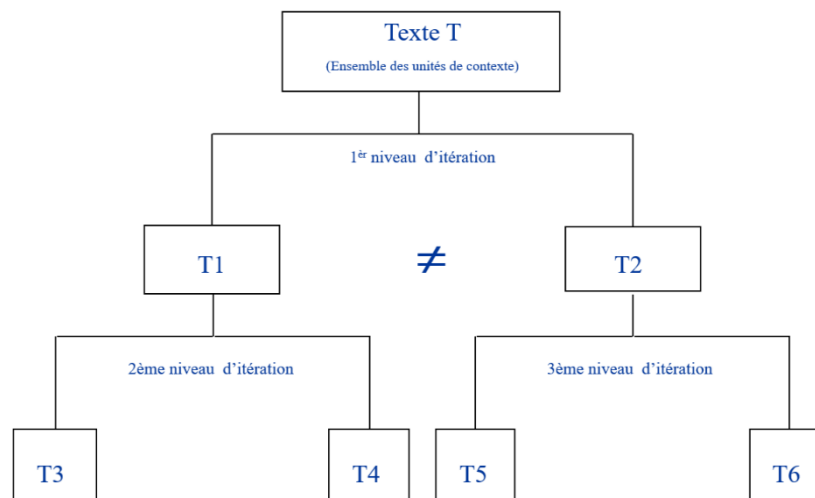 Texte T
(Ensemble des unités de contexte)
1èr niveau d'itération
T1
≠
T2
2ème niveau d'itération
3ème niveau d'itération
T3
T4
T5
T6